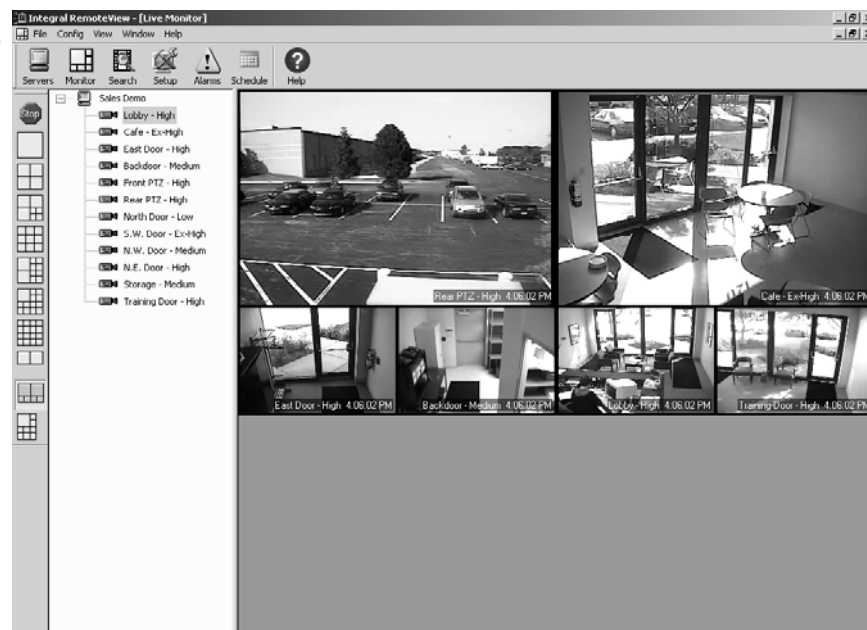 Integral RemoteView - [Live Monitor]
File Config View Window Help
Servers Monitor Search Setup Alarms Schedule Help
Stop
Sales Demo
Lobby - High
Cafe - Ex-High
East Door - High
Backdoor - Medium
Front PTZ - High
Rear PTZ - High
North Door - Low
S.W. Door - Ex-High
N.W. Door - Medium
N.E. Door - High
Storage - Medium
Training Door - High
Rear PTZ - High 4:06:02 PM
Cafe - Ex-High 4:06:02 PM
East Door - High 4:06:02 PM
Backdoor - Medium 4:06:02 PM
Lobby - High 4:06:02 PM
Training Door - High 4:06:02 PM